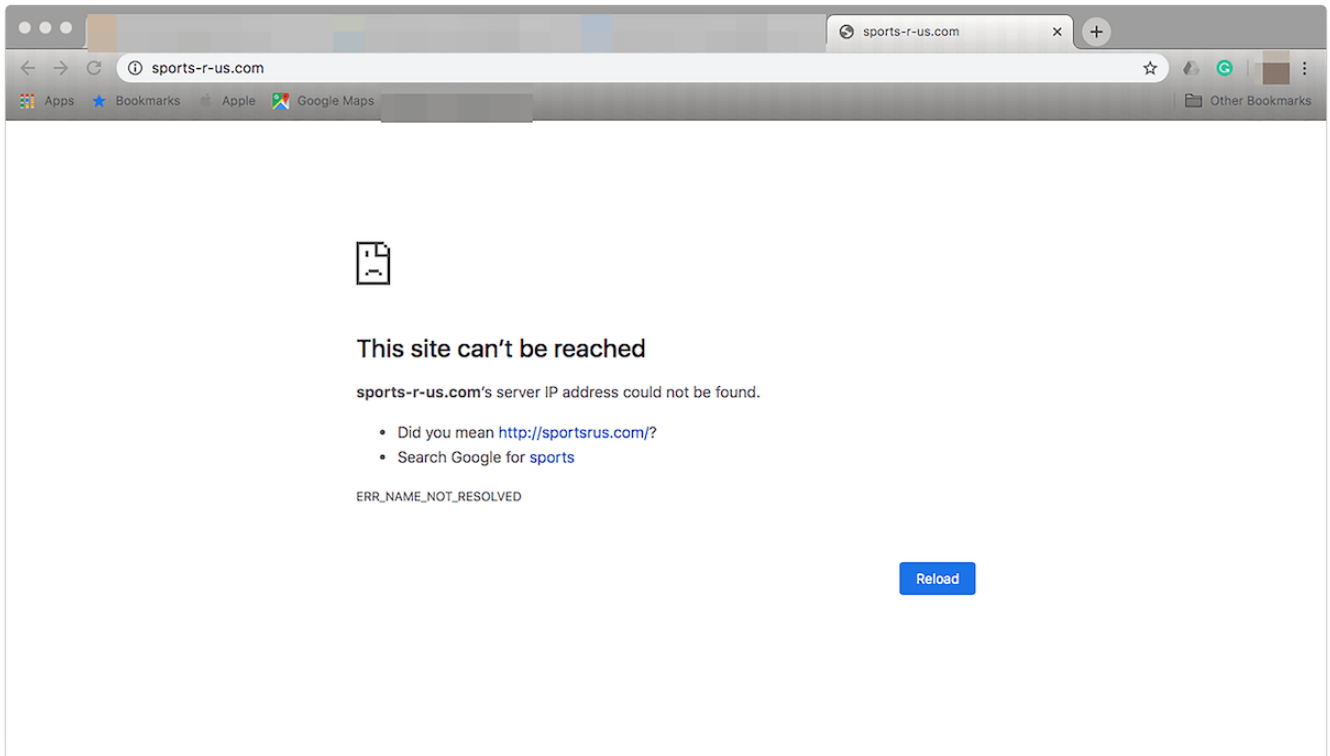 sports-r-us.com
sports-r-us.com
Apps Bookmarks Apple Google Maps Other Bookmarks
This site can’t be reached
sports-r-us.com’s server IP address could not be found.
• Did you mean http://sportsrus.com/?
• Search Google for sports
ERR_NAME_NOT_RESOLVED
Reload